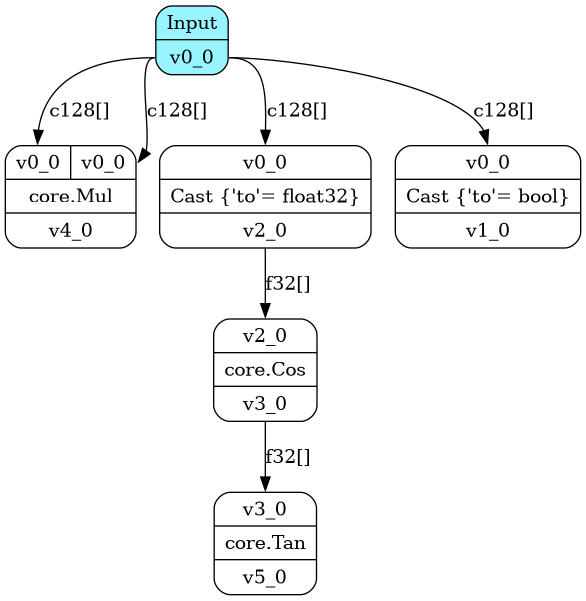 Input
v0_0
c128[]
c128[]
c128[]
c128[]
v0_0 v0_0
core.Mul
v4_0
v0_0
Cast {'to'= float32}
v2_0
v0_0
Cast {'to'= bool}
v1_0
f32[]
v2_0
core.Cos
v3_0
f32[]
v3_0
core.Tan
v5_0